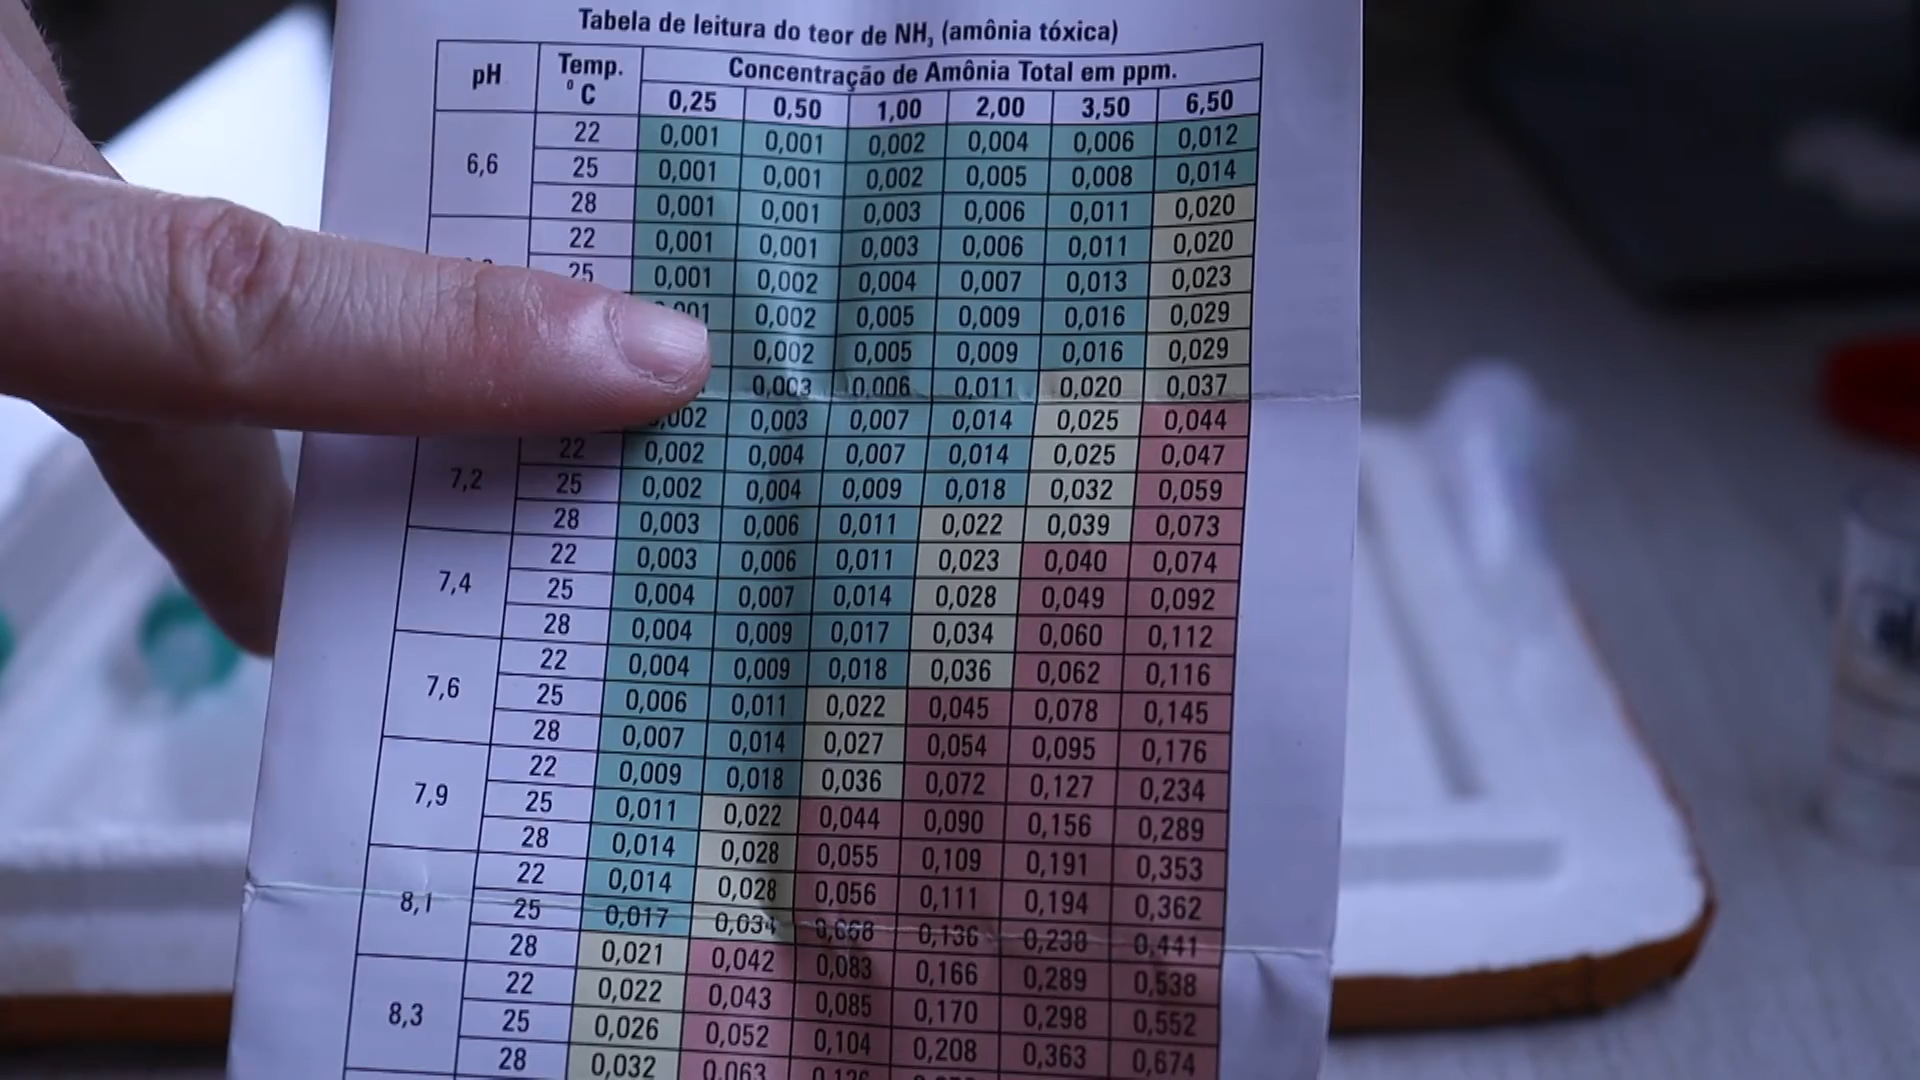 Tabela de leitura do teor de NH₃ (amônia tóxica)
pH Temp. °C Concentração de Amônia Total em ppm.
0,25 0,50 1,00 2,00 3,50 6,50
6,6 22 0,001 0,001 0,002 0,004 0,006 0,012
25 0,001 0,001 0,002 0,005 0,008 0,014
28 0,001 0,001 0,003 0,006 0,011 0,020
22 0,001 0,001 0,003 0,006 0,011 0,020
25 0,001 0,002 0,004 0,007 0,013 0,023
0,002 0,005 0,009 0,016 0,029
0,002 0,005 0,009 0,016 0,029
0,003 0,006 0,011 0,020 0,037
0,002 0,003 0,007 0,014 0,025 0,044
7,2 22 0,002 0,004 0,007 0,014 0,025 0,047
25 0,002 0,004 0,009 0,018 0,032 0,059
28 0,003 0,006 0,011 0,022 0,039 0,073
7,4 22 0,003 0,006 0,011 0,023 0,040 0,074
25 0,004 0,007 0,014 0,028 0,049 0,092
28 0,004 0,009 0,017 0,034 0,060 0,112
7,6 22 0,004 0,009 0,018 0,036 0,062 0,116
25 0,006 0,011 0,022 0,045 0,078 0,145
28 0,007 0,014 0,027 0,054 0,095 0,176
7,9 22 0,009 0,018 0,036 0,072 0,127 0,234
25 0,011 0,022 0,044 0,090 0,156 0,289
28 0,014 0,028 0,055 0,109 0,191 0,353
8,1 22 0,014 0,028 0,056 0,111 0,194 0,362
25 0,017 0,034 0,068 0,136 0,238 0,441
28 0,021 0,042 0,083 0,166 0,289 0,538
8,3 22 0,022 0,043 0,085 0,170 0,298 0,552
25 0,026 0,052 0,104 0,208 0,363 0,674
28 0,032 0,063